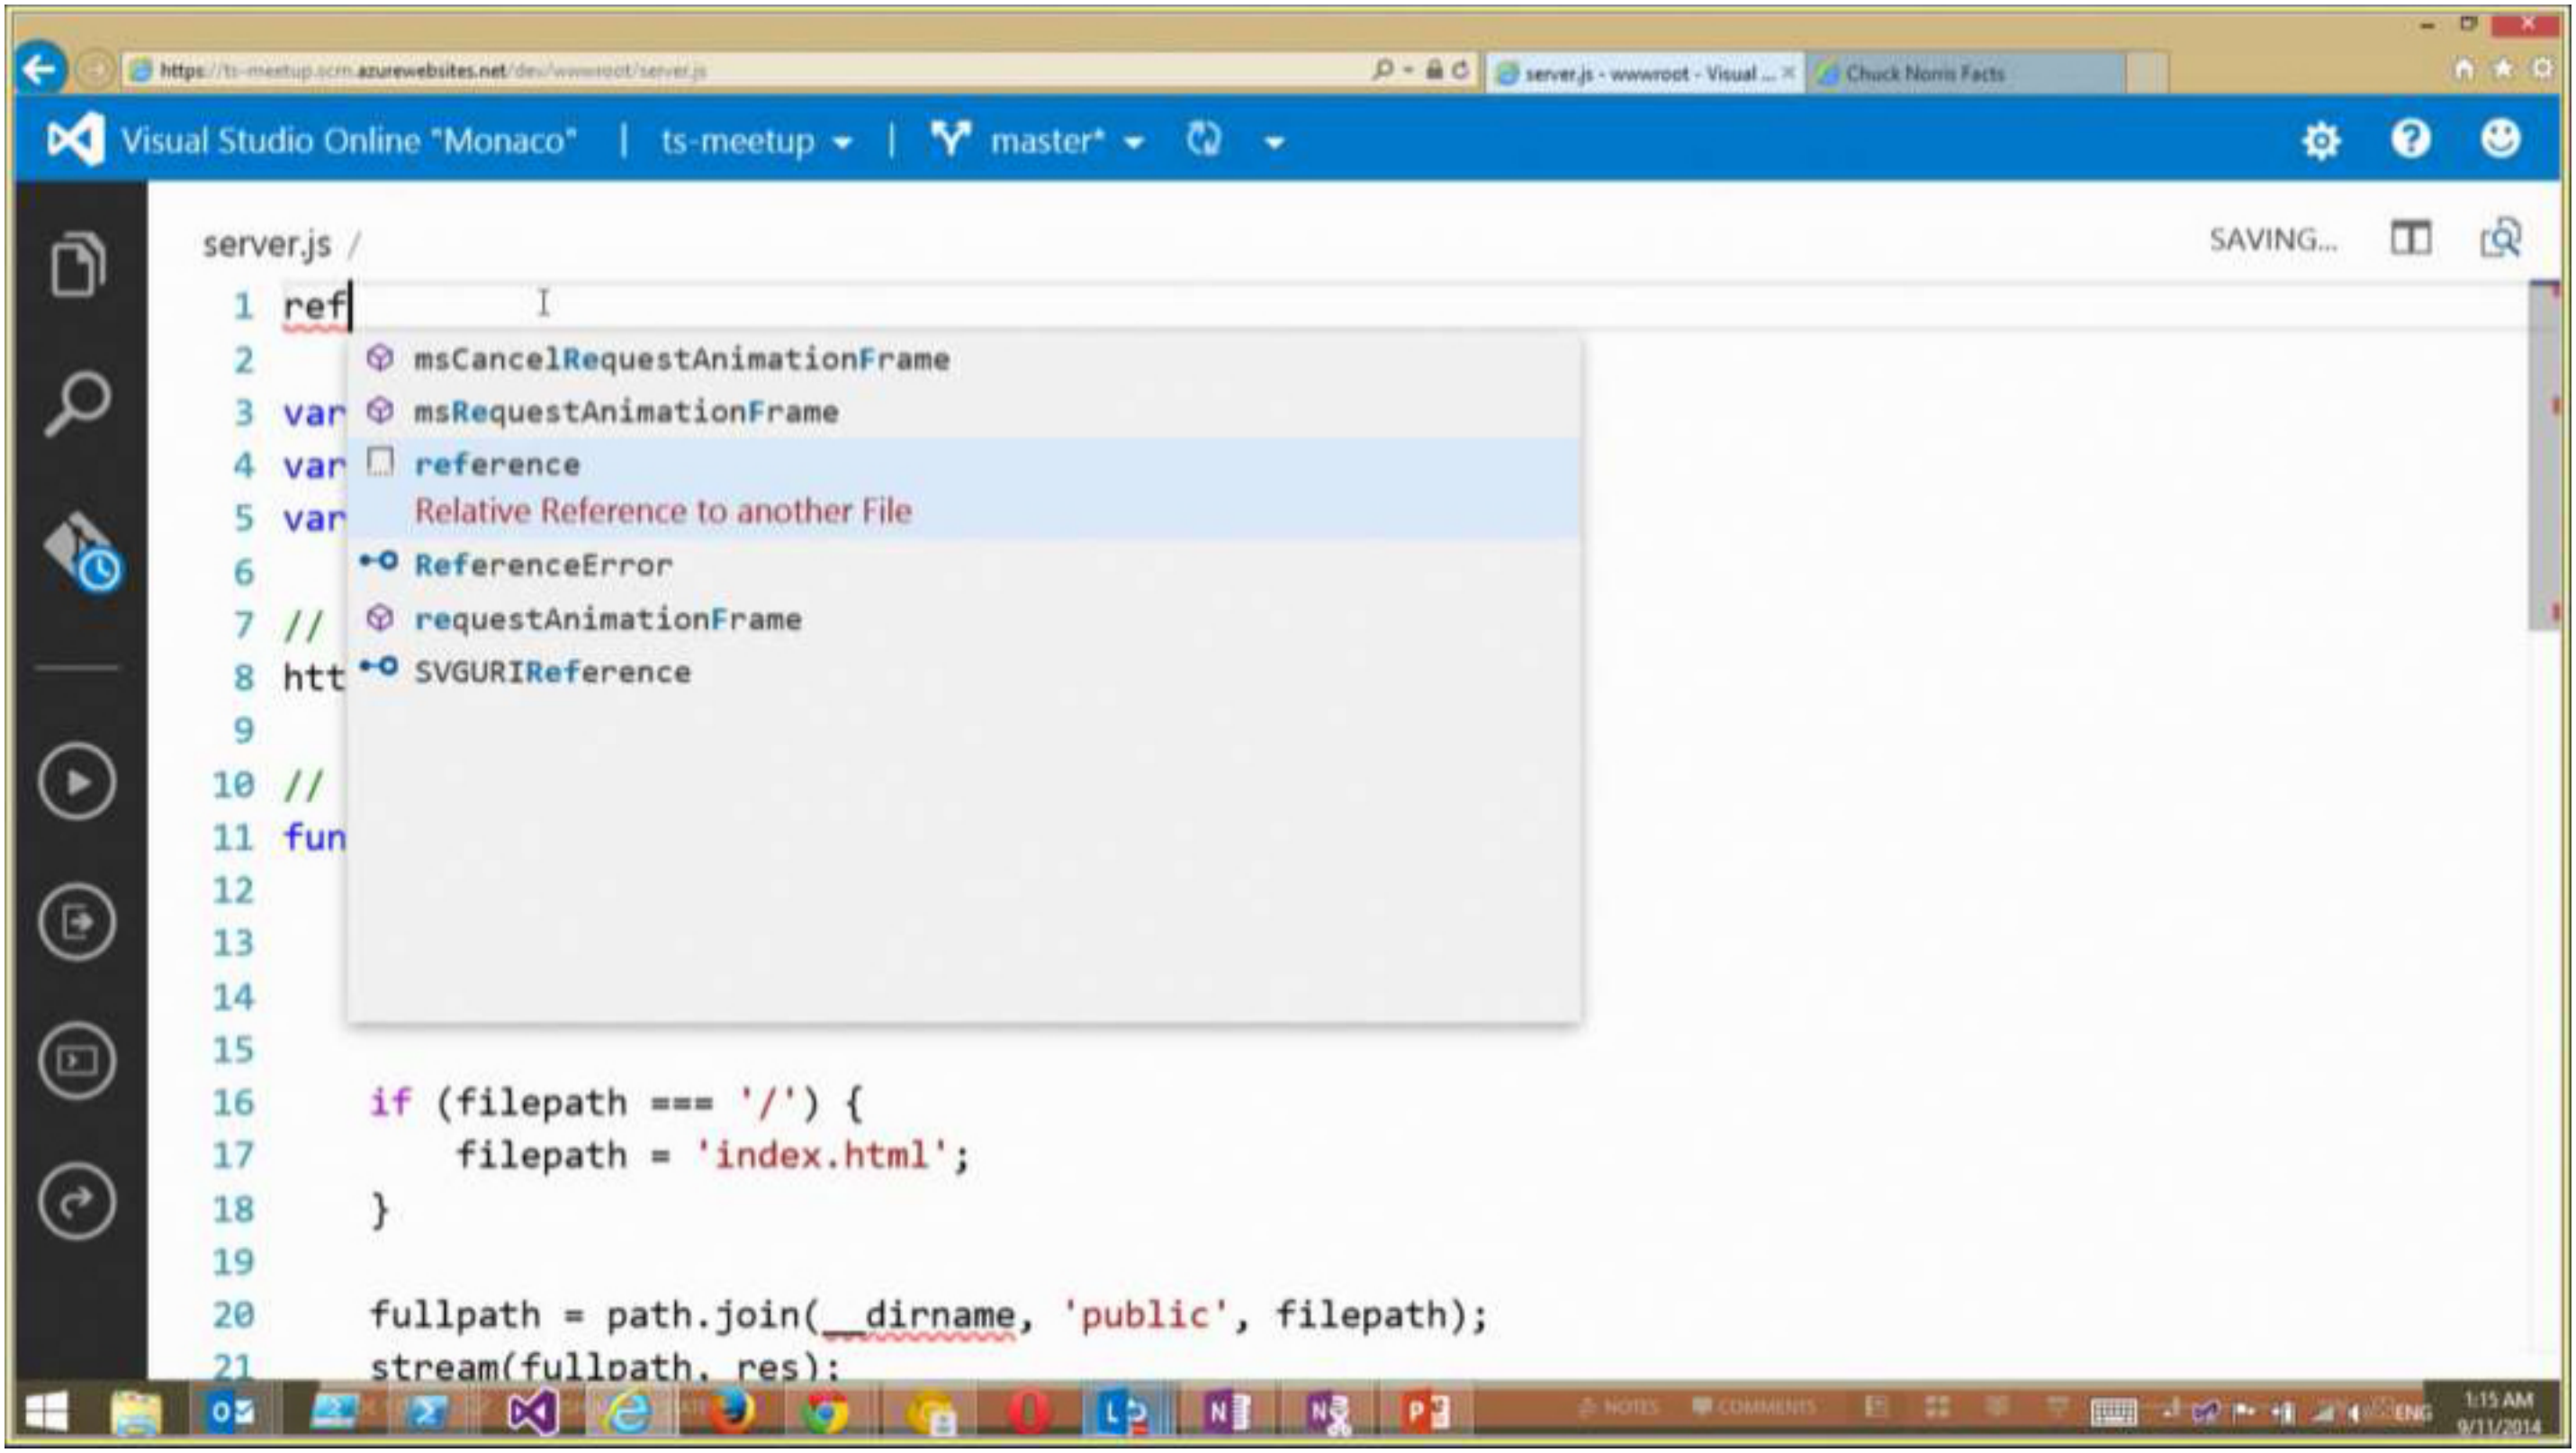 https://ts-meetup.scm.azurewebsites.net/dev/wwwroot/server.js
server.js - wwwroot - Visual ...
Chuck Norris Facts
Visual Studio Online "Monaco" | ts-meetup | master*
server.js /
SAVING...
1 ref
msCancelRequestAnimationFrame
2
msRequestAnimationFrame
3 var
reference
4 var
Relative Reference to another File
5 var
ReferenceError
6
requestAnimationFrame
7 //
SVGURIReference
8 htt
9
10 //
11 fun
12
13
14
15
16 if (filepath === '/') {
17 filepath = 'index.html';
18 }
19
20 fullpath = path.join(__dirname, 'public', filepath);
21 stream(fullpath, res);
NOTES
COMMENTS
ENG
1:15 AM
9/11/2014